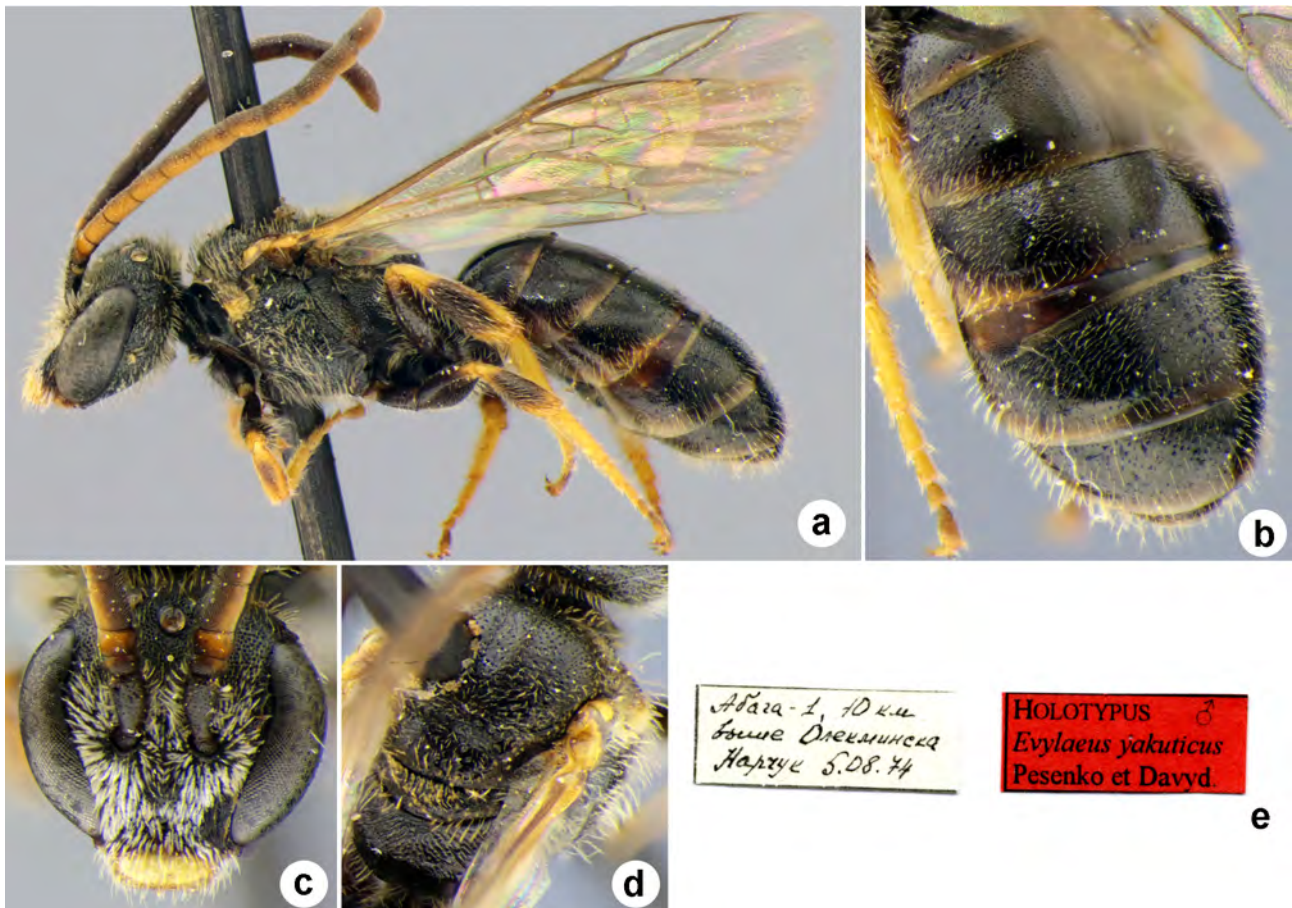 a
b
c
d
Абага-1, 10 км
выше Олекминска
Нарчук 5.08.74
HOLOTYPUS ♂
Evylaeus yakuticus
Pesenko et Davyd.
e